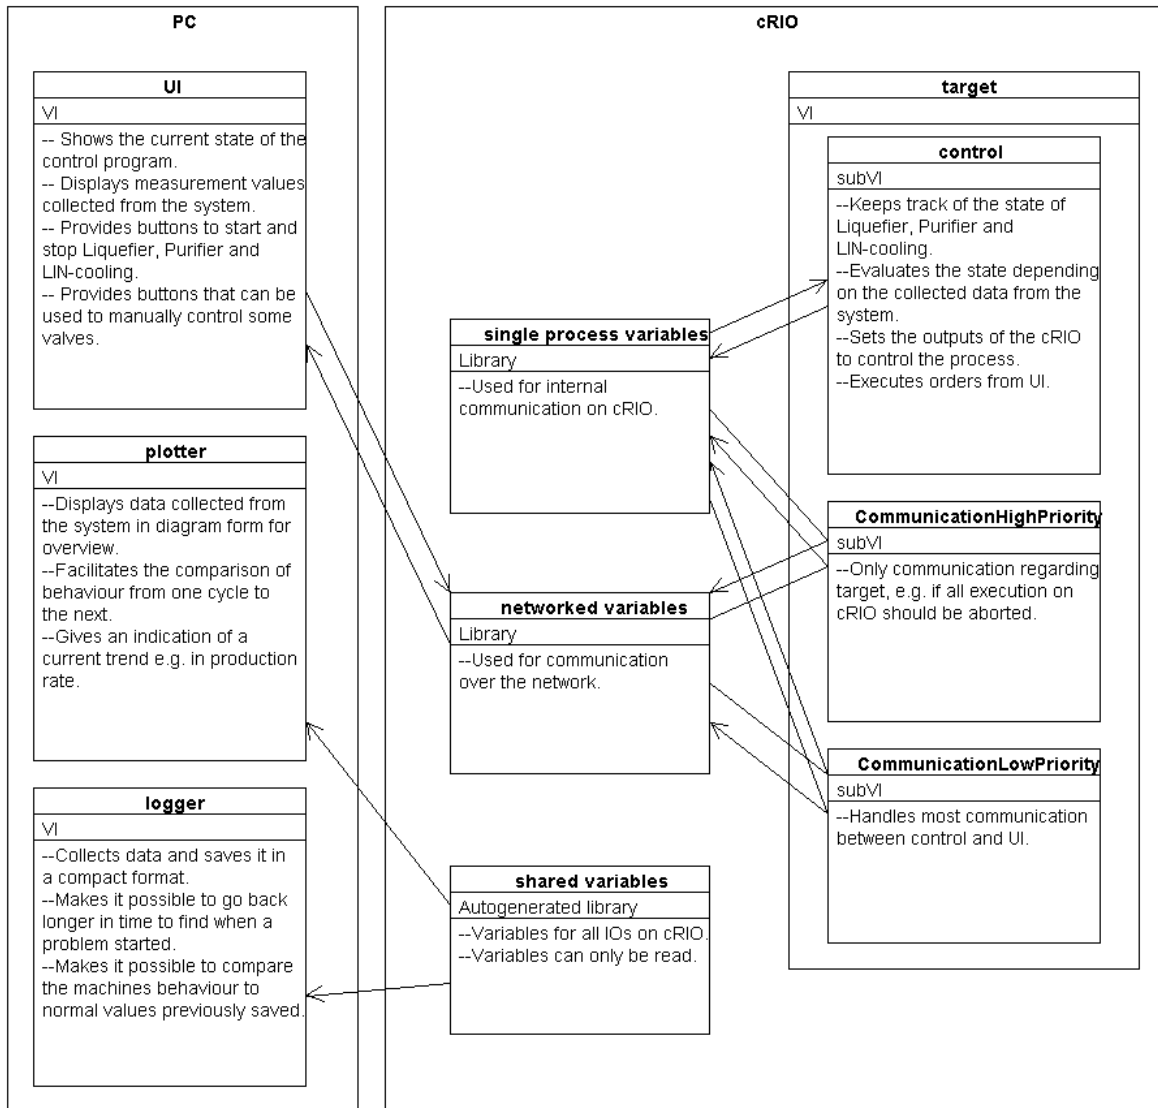 PC
UI
VI
-- Shows the current state of the
control program.
-- Displays measurement values
collected from the system.
-- Provides buttons to start and
stop Liquefier, Purifier and
LIN-cooling.
-- Provides buttons that can be
used to manually control some
valves.
plotter
VI
--Displays data collected from
the system in diagram form for
overview.
--Facilitates the comparison of
behaviour from one cycle to
the next.
--Gives an indication of a
current trend e.g. in production
rate.
logger
VI
--Collects data and saves it in
a compact format.
--Makes it possible to go back
longer in time to find when a
problem started.
--Makes it possible to compare
the machines behaviour to
normal values previously saved.
cRIO
single process variables
Library
--Used for internal
communication on cRIO.
networked variables
Library
--Used for communication
over the network.
shared variables
Autogenerated library
--Variables for all IOs on cRIO.
--Variables can only be read.
target
VI
control
subVI
--Keeps track of the state of
Liquefier, Purifier and
LIN-cooling.
--Evaluates the state depending
on the collected data from the
system.
--Sets the outputs of the cRIO
to control the process.
--Executes orders from UI.
CommunicationHighPriority
subVI
--Only communication regarding
target, e.g. if all execution on
cRIO should be aborted.
CommunicationLowPriority
subVI
--Handles most communication
between control and UI.